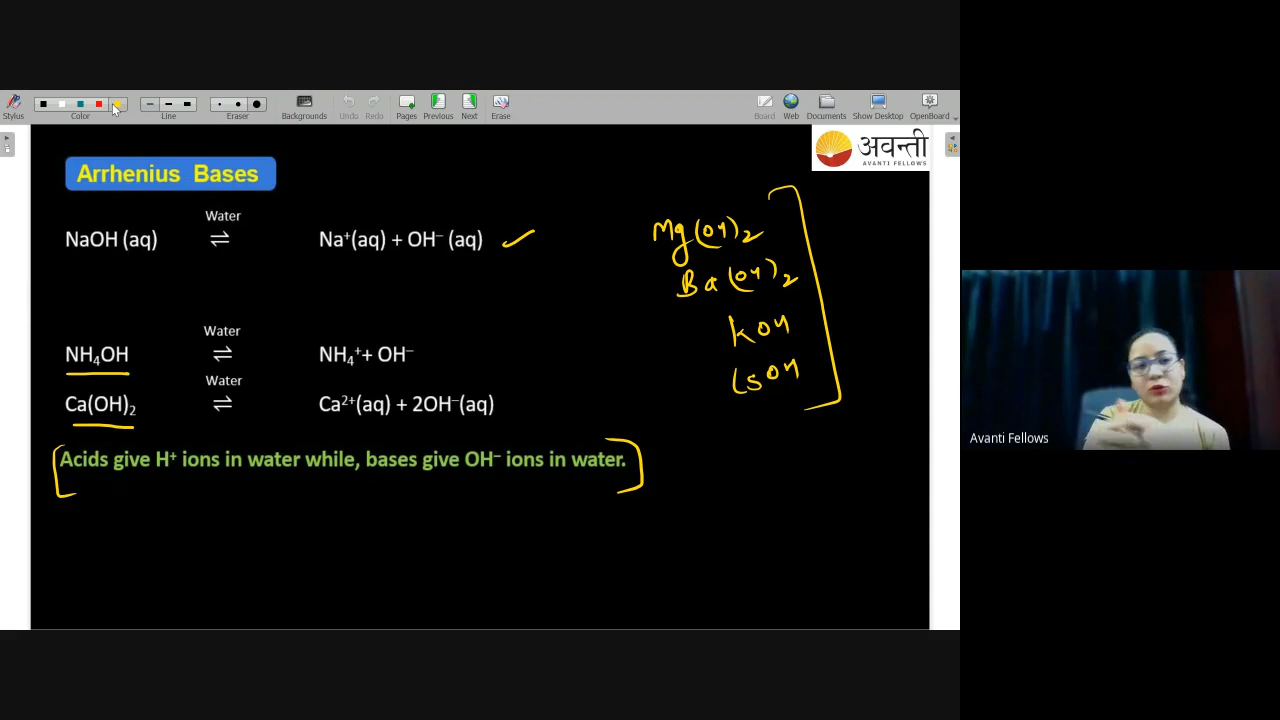 Stylus
Color
Line
Eraser
Backgrounds
Undo
Redo
Pages
Previous
Next
Erase
Board
Web
Documents
Show Desktop
OpenBoard
अवन्ती
AVANTI FELLOWS
Arrhenius Bases
Water
NaOH (aq) ⇌ Na⁺(aq) + OH⁻ (aq)
Mg(OH)₂
Ba(OH)₂
KOH
CsOH
Water
NH₄OH ⇌ NH₄⁺+ OH⁻
Water
Ca(OH)₂ ⇌ Ca²⁺(aq) + 2OH⁻(aq)
Acids give H⁺ ions in water while, bases give OH⁻ ions in water.
Avanti Fellows